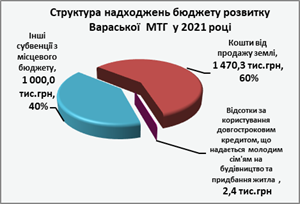 Структура надходжень бюджету розвитку
Вараської МТГ у 2021 році
Інші
субвенції з
місцевого
бюджету,
1 000,0
тис.грн,
40%
Кошти від
продажу землі,
1 470,3 тис.грн,
60%
Відсотки за
користування
довгостроковим
кредитом, що
надається молодим
сім'ям на
будівництво та
придбання житла ,
2,4 тис.грн